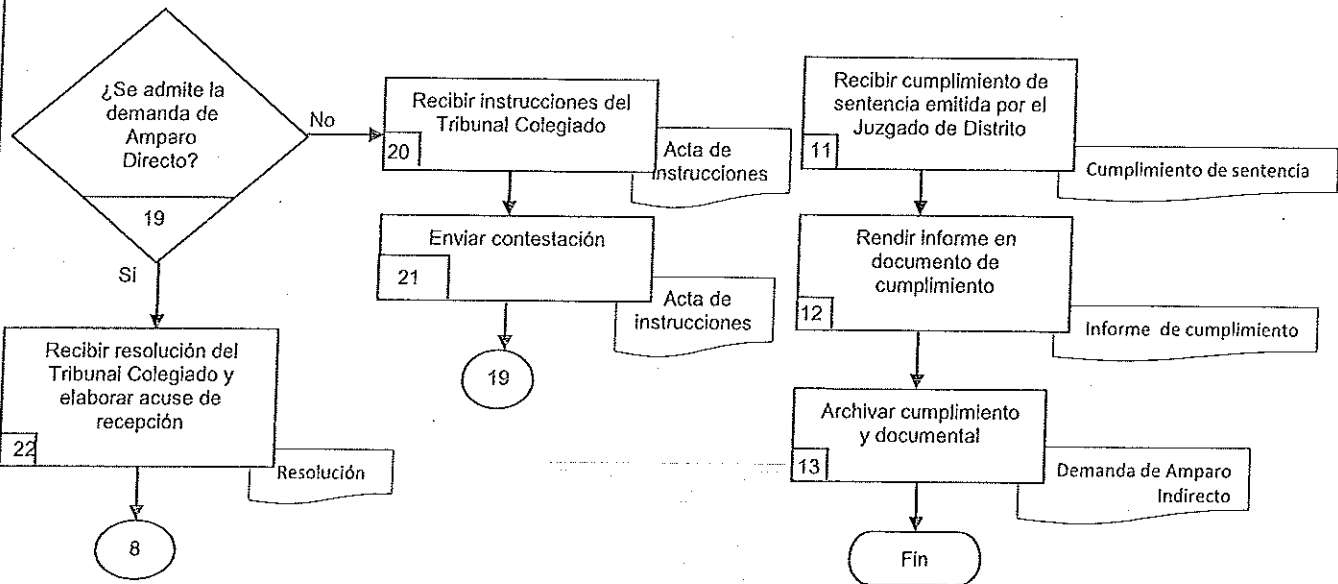 ¿Se admite la
demanda de
Amparo
Directo?
19
No
Si
Recibir instrucciones del
Tribunal Colegiado
20
Acta de
instrucciones
Enviar contestación
21
Acta de
instrucciones
19
Recibir resolución del
Tribunal Colegiado y
elaborar acuse de
recepción
22
Resolución
8
Recibir cumplimiento de
sentencia emitida por el
Juzgado de Distrito
11
Cumplimiento de sentencia
Rendir Informe en
documento de
cumplimiento
12
Informe de cumplimiento
Archivar cumplimiento
y documental
13
Demanda de Amparo
Indirecto
Fin